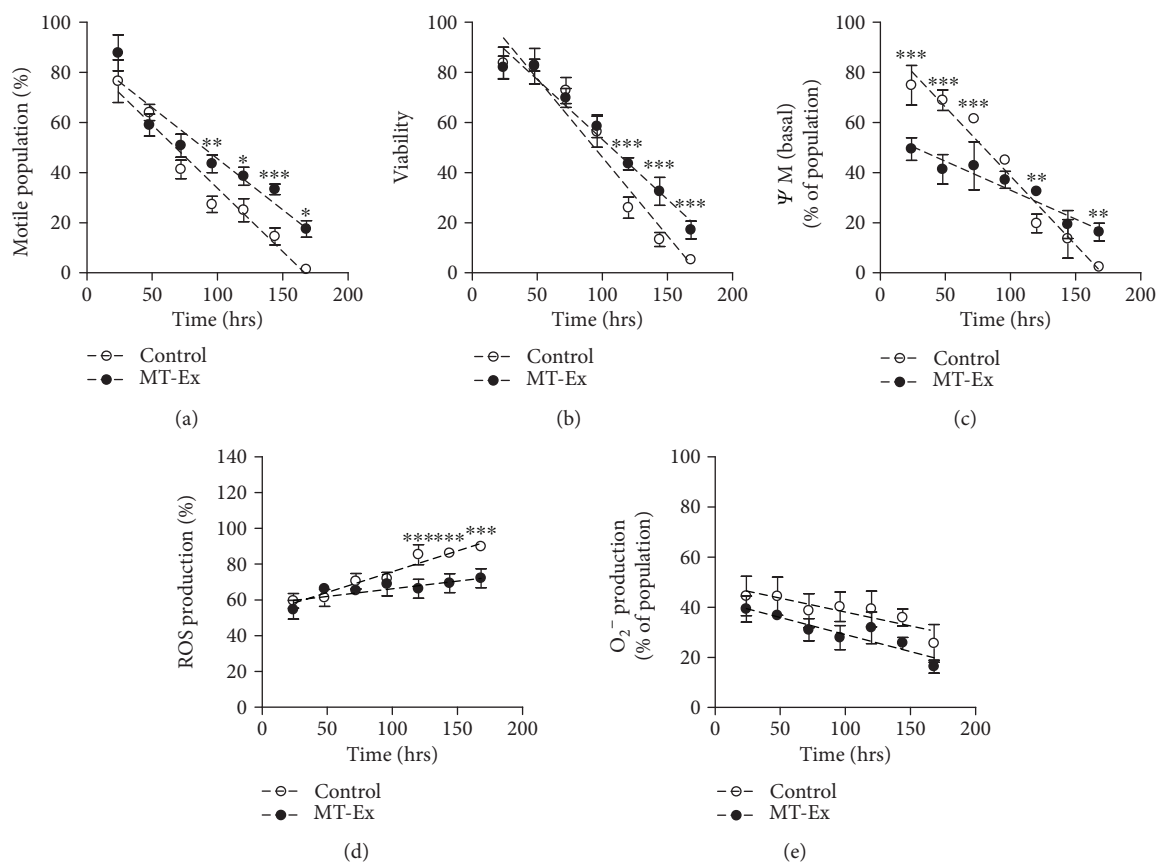 100
80
60
40
20
0
Motile population (%)
**
*
***
*
0 50 100 150 200
Time (hrs)
Control
MT-Ex
(a)
100
80
60
40
20
0
Viability
***
***
***
0 50 100 150 200
Time (hrs)
Control
MT-Ex
(b)
100
80
60
40
20
0
Ψ M (basal)
(% of population)
***
***
***
**
**
0 50 100 150 200
Time (hrs)
Control
MT-Ex
(c)
140
120
100
80
60
40
20
0
ROS production (%)
******
***
0 50 100 150 200
Time (hrs)
Control
MT-Ex
(d)
100
80
60
40
20
0
O₂⁻ production
(% of population)
0 50 100 150 200
Time (hrs)
Control
MT-Ex
(e)